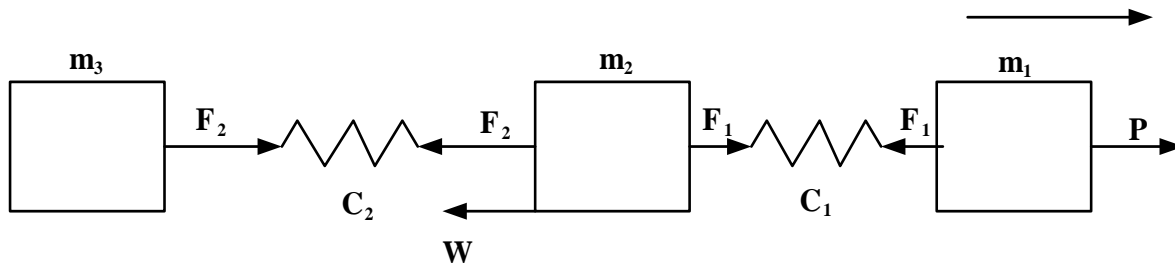 m₃ m₂ m₁
F₂ F₂ F₁ F₁ P
C₂ C₁
W